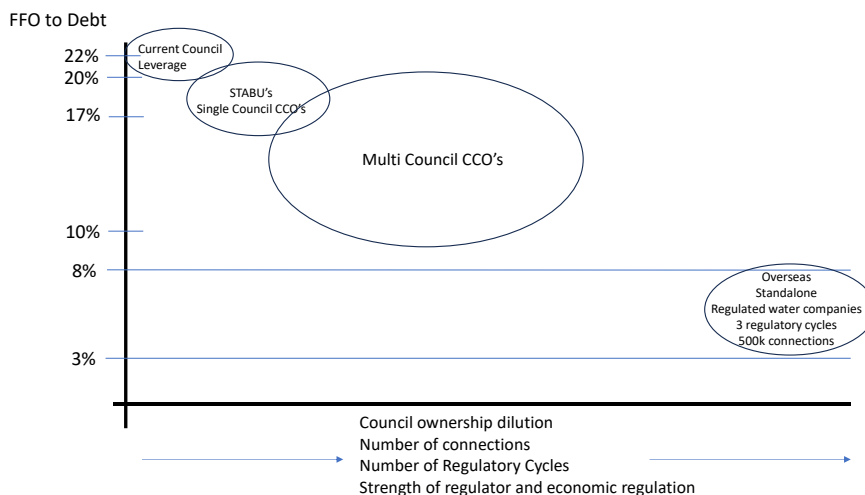 FFO to Debt
22%
Current Council
Leverage
20%
STABU's
Single Council CCO's
17%
Multi Council CCO's
10%
8%
Overseas
Standalone
Regulated water companies
3 regulatory cycles
500k connections
3%
Council ownership dilution
Number of connections
Number of Regulatory Cycles
Strength of regulator and economic regulation